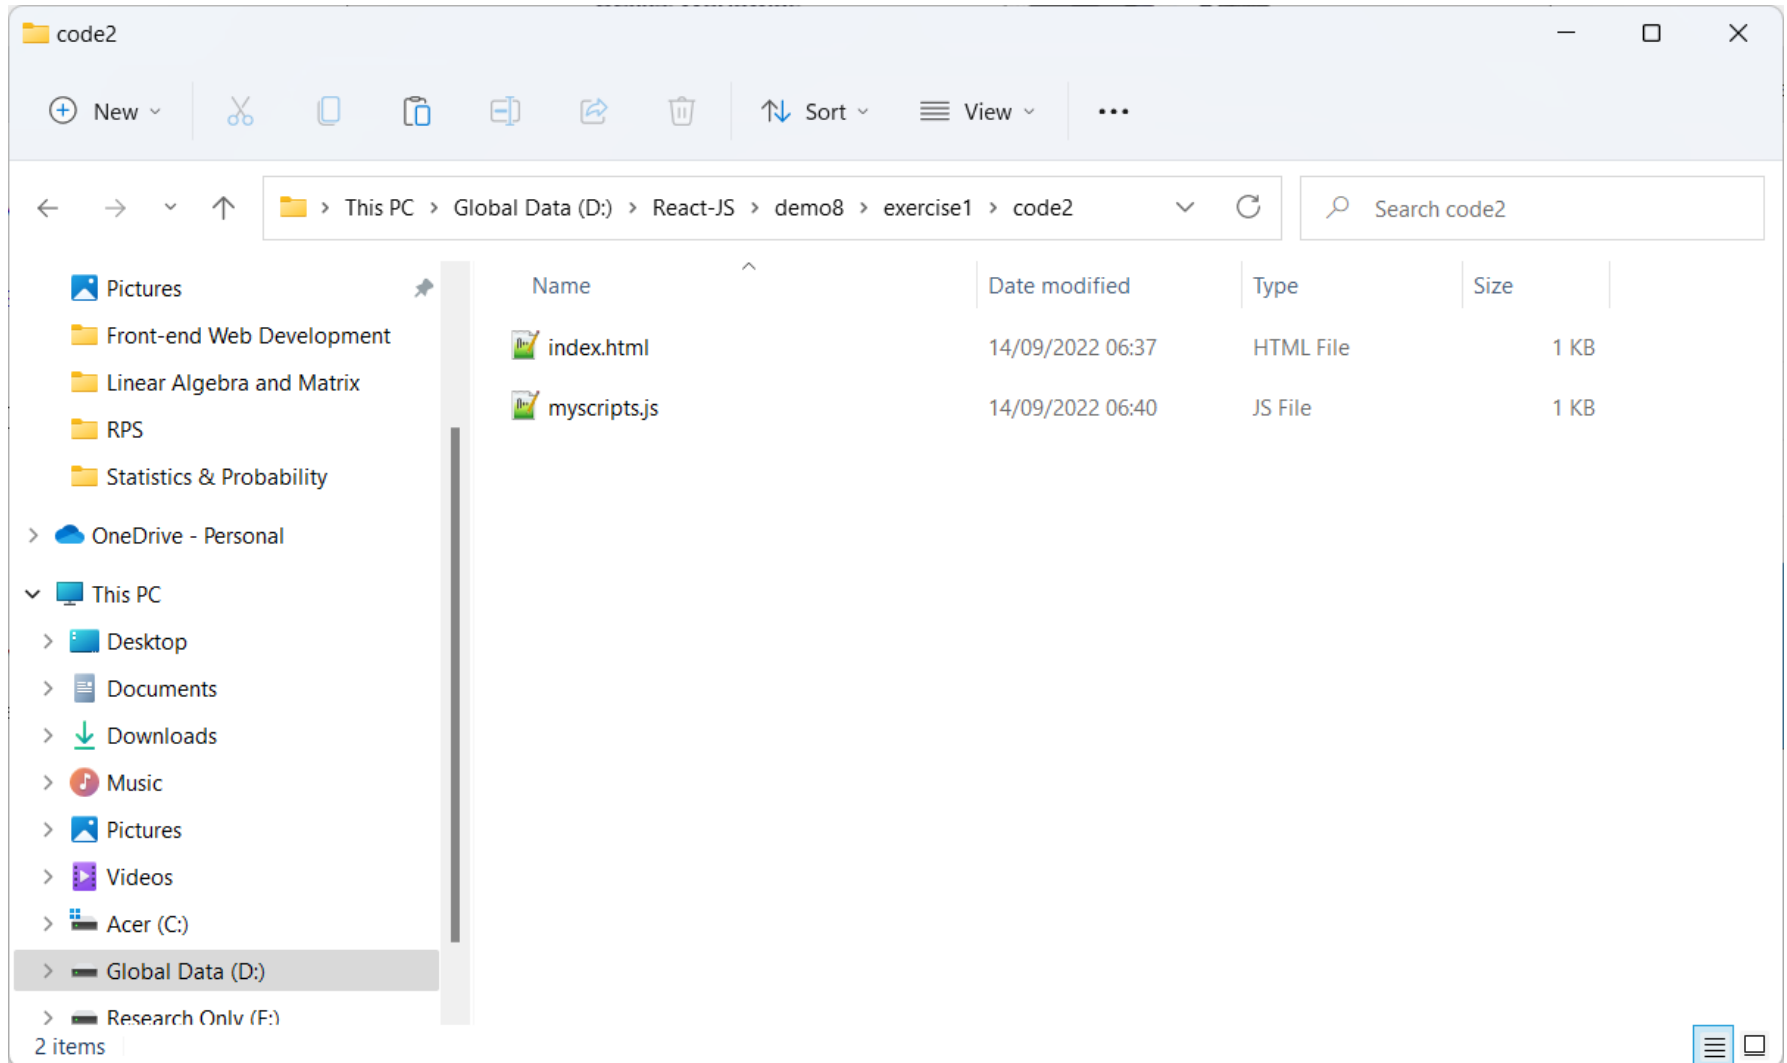 code2
New
Sort
View
This PC > Global Data (D:) > React-JS > demo8 > exercise1 > code2
Search code2
Pictures
Front-end Web Development
Linear Algebra and Matrix
RPS
Statistics & Probability
OneDrive - Personal
This PC
Desktop
Documents
Downloads
Music
Pictures
Videos
Acer (C:)
Global Data (D:)
Research Only (E:)
Name Date modified Type Size
index.html 14/09/2022 06:37 HTML File 1 KB
myscripts.js 14/09/2022 06:40 JS File 1 KB
2 items